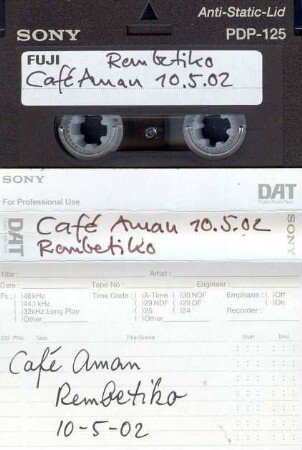 Anti-Static-Lid
SONY PDP-125
FUJI Rembetiko
Café Aman 10.5.02
SONY
For Professional Use DAT
DAT Café Aman 10.5.02 SONY
Rembetiko
Title: Artist:
Date: Tape No.: Engineer:
Fs: ( )48kHz Time Code: ( )A-Time ( )30 NDF Emphasis: ( )On
( )44.1kHz ( )29 NDF ( )29 DF ( )Off
( )32kHz Long Play ( )25 ( )24 Recorder:
( )Other ( )Other
Start End
Café Aman
Rembetiko
10-5-02